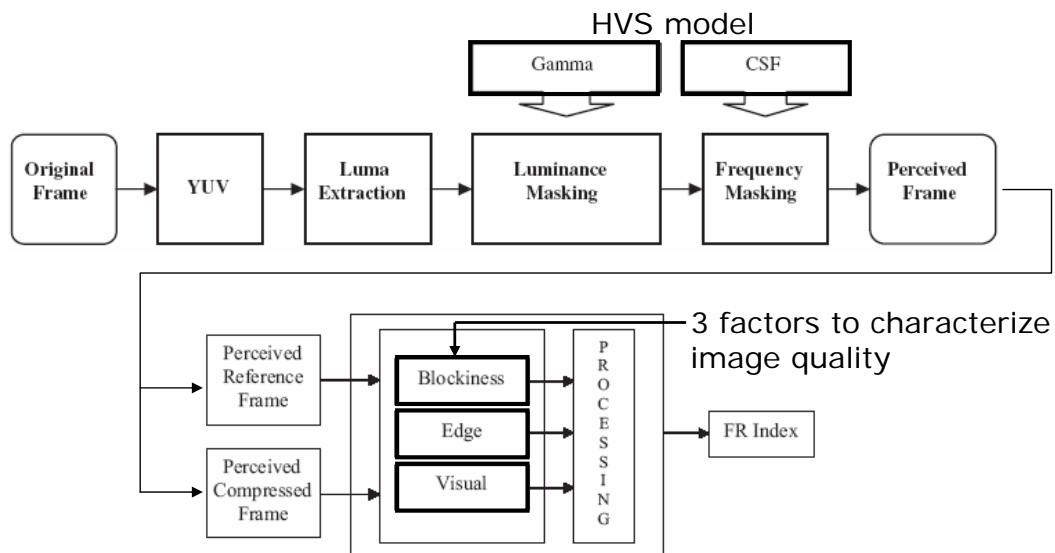 HVS model
Gamma
CSF
Original
Frame
YUV
Luma
Extraction
Luminance
Masking
Frequency
Masking
Perceived
Frame
3 factors to characterize
image quality
Perceived
Reference
Frame
Blockiness
Edge
Visual
P
R
O
C
E
S
S
I
N
G
FR Index
Perceived
Compressed
Frame